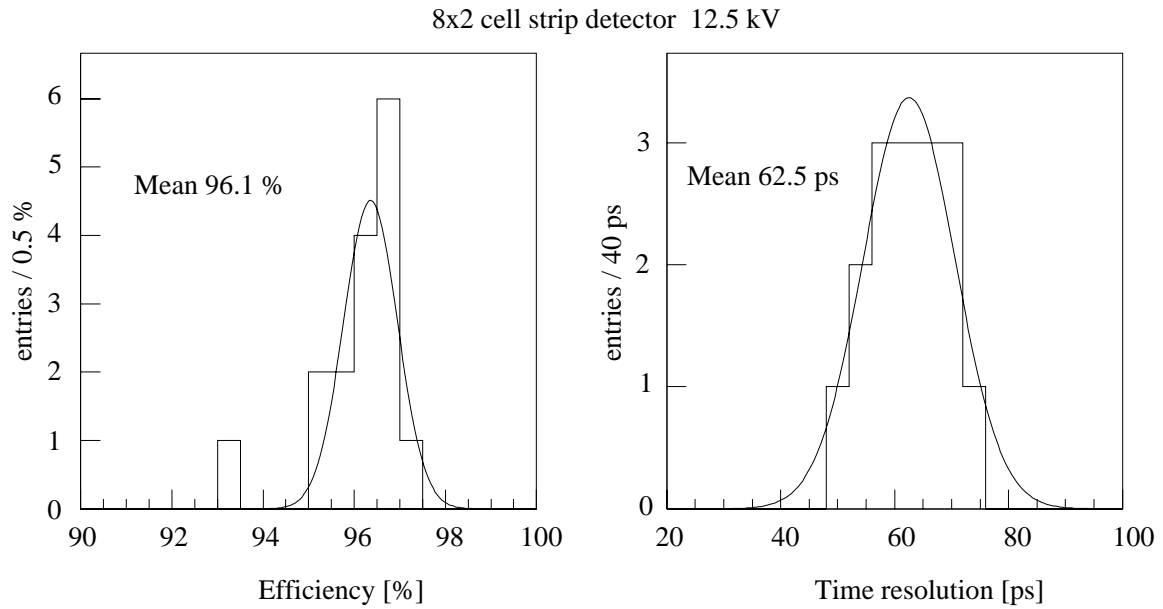 8x2 cell strip detector 12.5 kV
entries / 0.5 %
6
5
4
3
2
1
0
Mean 96.1 %
90 92 94 96 98 100
Efficiency [%]
entries / 40 ps
3
2
1
0
Mean 62.5 ps
20 40 60 80 100
Time resolution [ps]